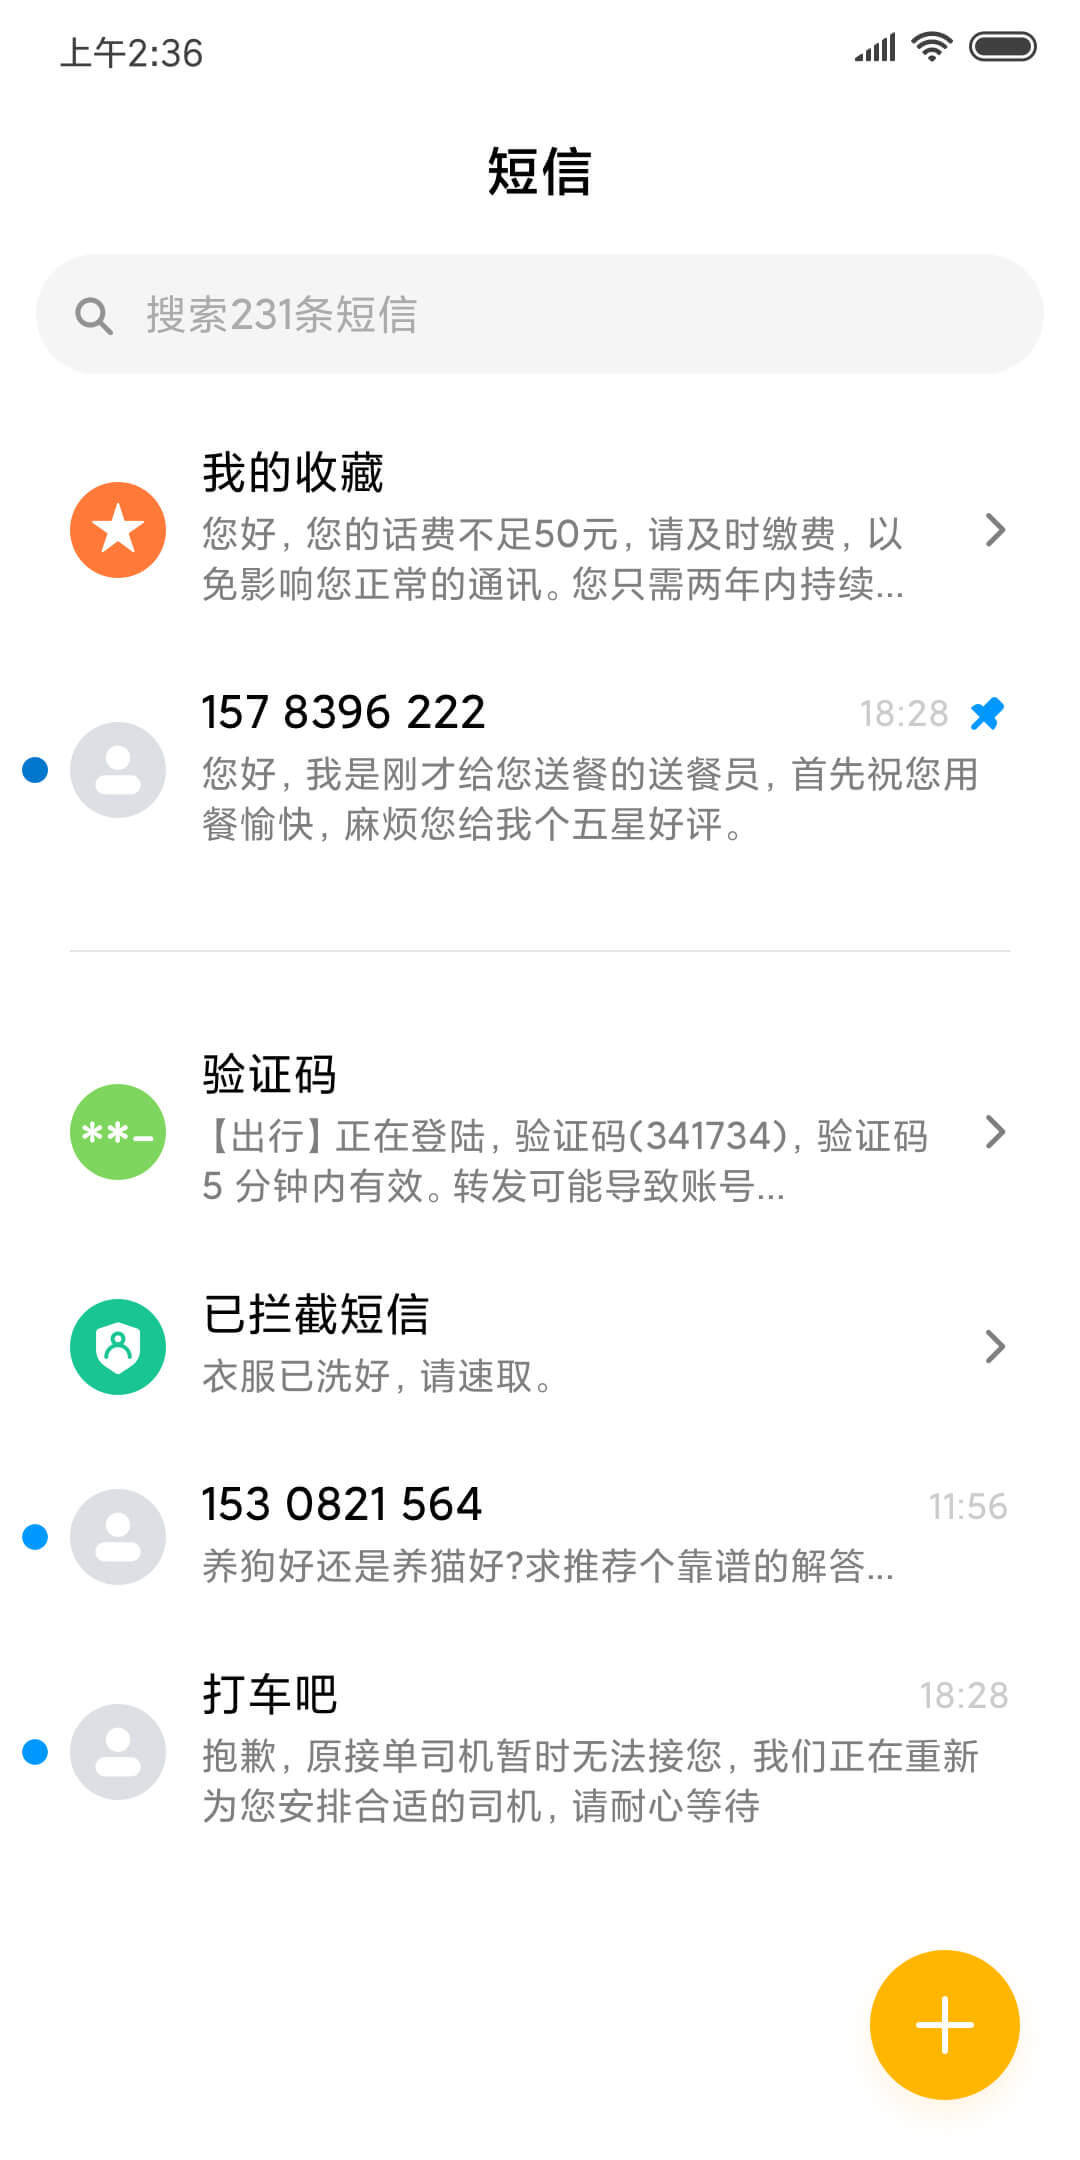 上午2:36
短信
搜索231条短信
我的收藏
您好, 您的话费不足50元, 请及时缴费, 以
免影响您正常的通讯。您只需两年内持续...
157 8396 222
18:28
您好, 我是刚才给您送餐的送餐员, 首先祝您用
餐愉快, 麻烦您给我个五星好评。
验证码
【出行】正在登陆, 验证码(341734), 验证码
5 分钟内有效。转发可能导致账号...
已拦截短信
衣服已洗好, 请速取。
153 0821 564
11:56
养狗好还是养猫好?求推荐个靠谱的解答...
打车吧
18:28
抱歉, 原接单司机暂时无法接您, 我们正在重新
为您安排合适的司机, 请耐心等待